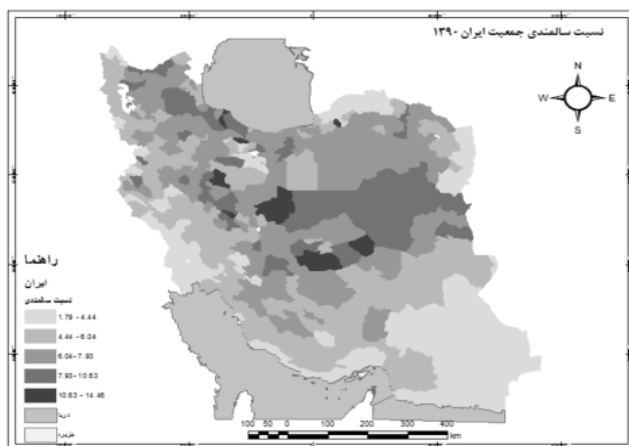 نسبت سالمندی جمعیت ایران ۱۳۹۰
N
W E
S
راهنما
ایران
نسبت سالمندی
1.79 - 4.44
4.44 - 6.04
6.04 - 7.93
7.93 - 10.63
10.63 - 14.46
دریا
جزیره
100 50 0 100 200 300 400
km